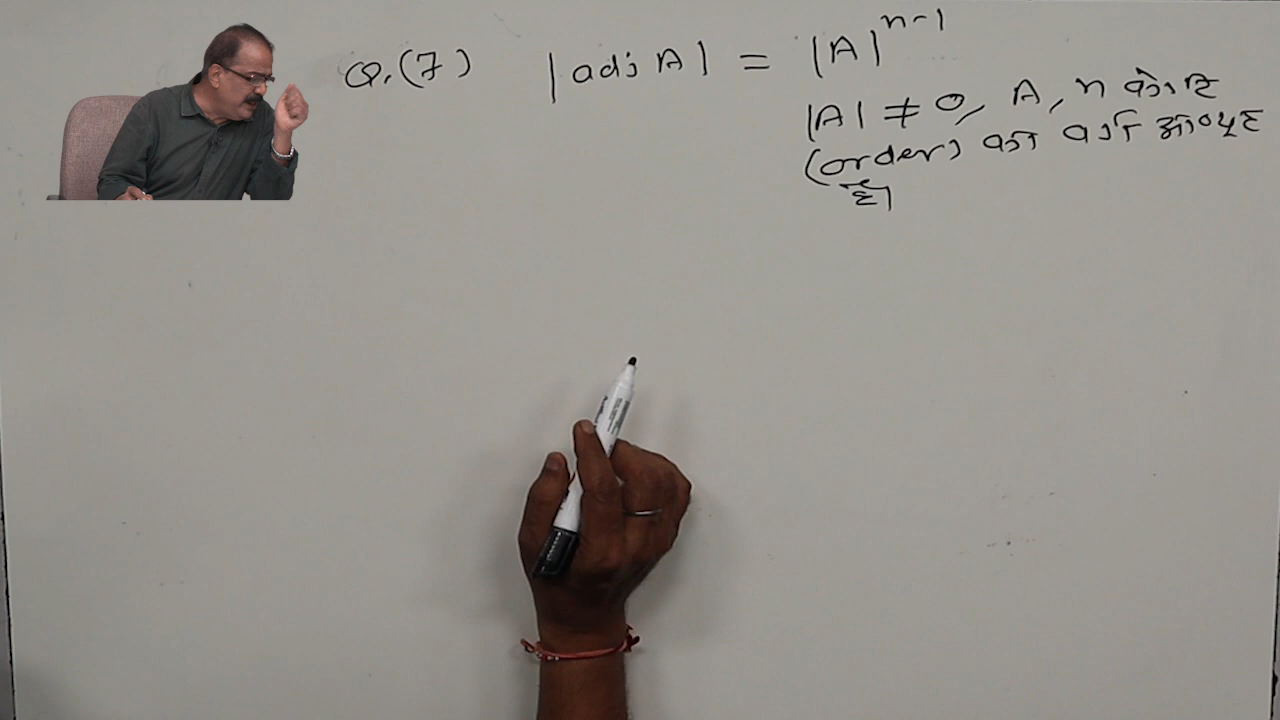 Q.(7) |adj A| = |A|ⁿ⁻¹
|A| ≠ 0, A, n कोटि
(order) का वर्ग आव्यूह
है।